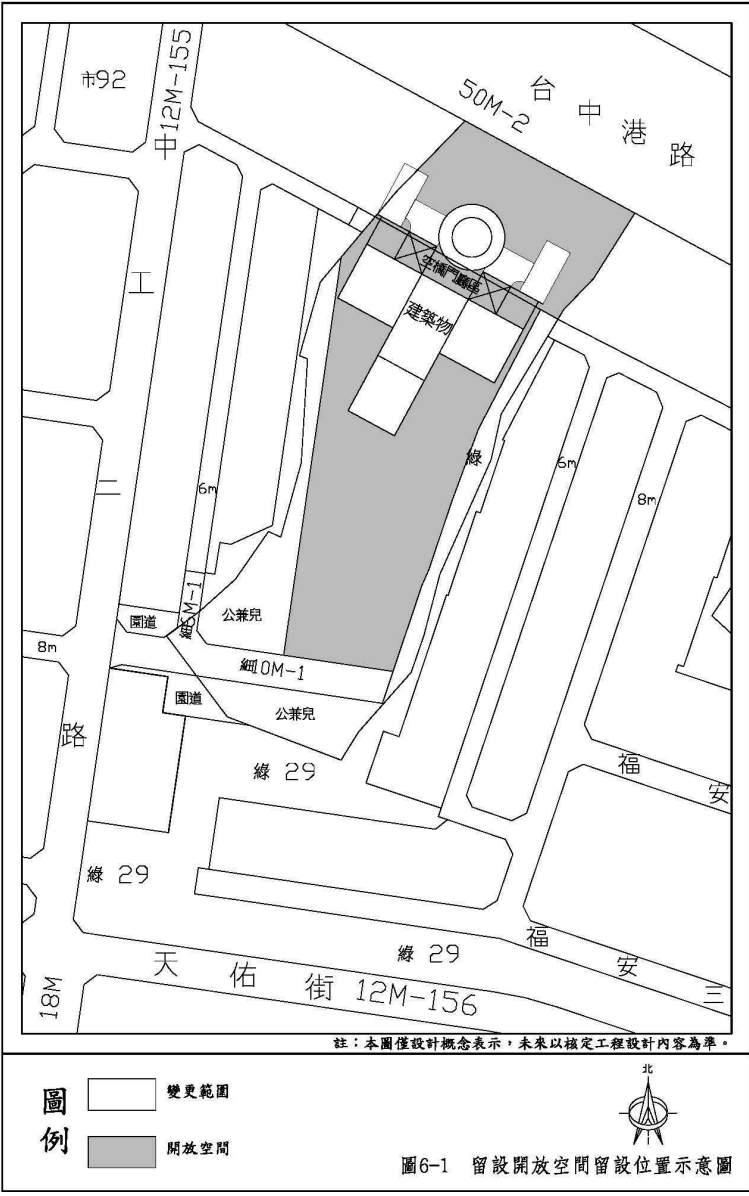 市92
12M-155
50M-2
台中港路
中工二路
空橋門廳區
建築物
綠
6m
6m
8m
細6M-1
園道
公兼兒
8m
細10M-1
園道
公兼兒
綠 29
福安
綠 29
綠 29
福安三
天佑街 12M-156
18M
註：本圖僅設計概念表示，未來以核定工程設計內容為準。
圖例
變更範圍
開放空間
北
圖6-1 留設開放空間留設位置示意圖